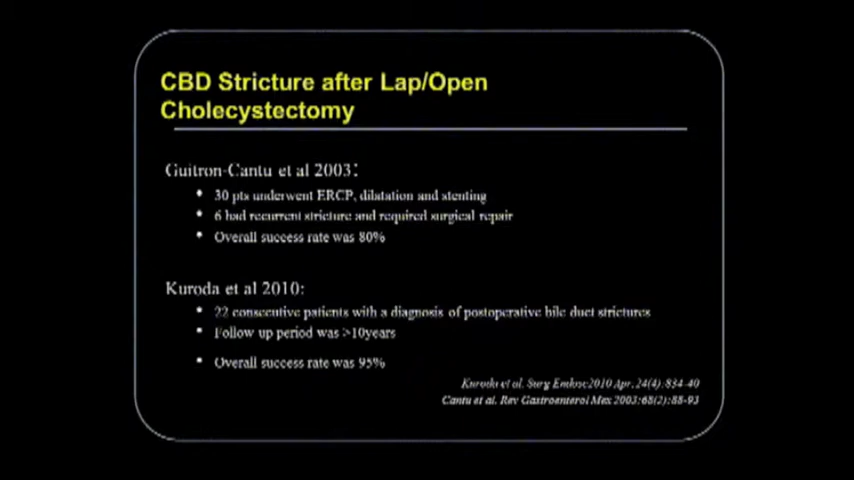 CBD Stricture after Lap/Open
Cholecystectomy
Guitron-Cantu et al 2003:
• 30 pts underwent ERCP, dilatation and stenting
• 6 had recurrent stricture and required surgical repair
• Overall success rate was 80%
Kuroda et al 2010:
• 22 consecutive patients with a diagnosis of postoperative bile duct strictures
• Follow up period was >10years
• Overall success rate was 95%
Kuroda et al. Surg Endosc2010 Apr, 24(4):834-40
Cantu et al. Rev Gastroenterol Mex 2003:68(2):88-93